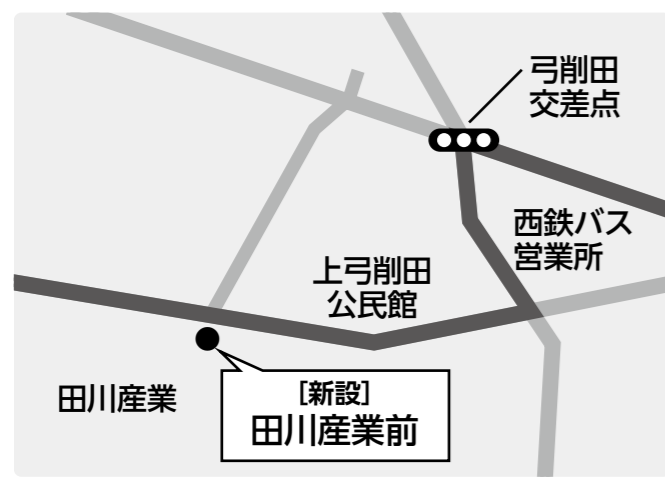 弓削田
交差点
西鉄バス
営業所
上弓削田
公民館
田川産業
［新設］
田川産業前